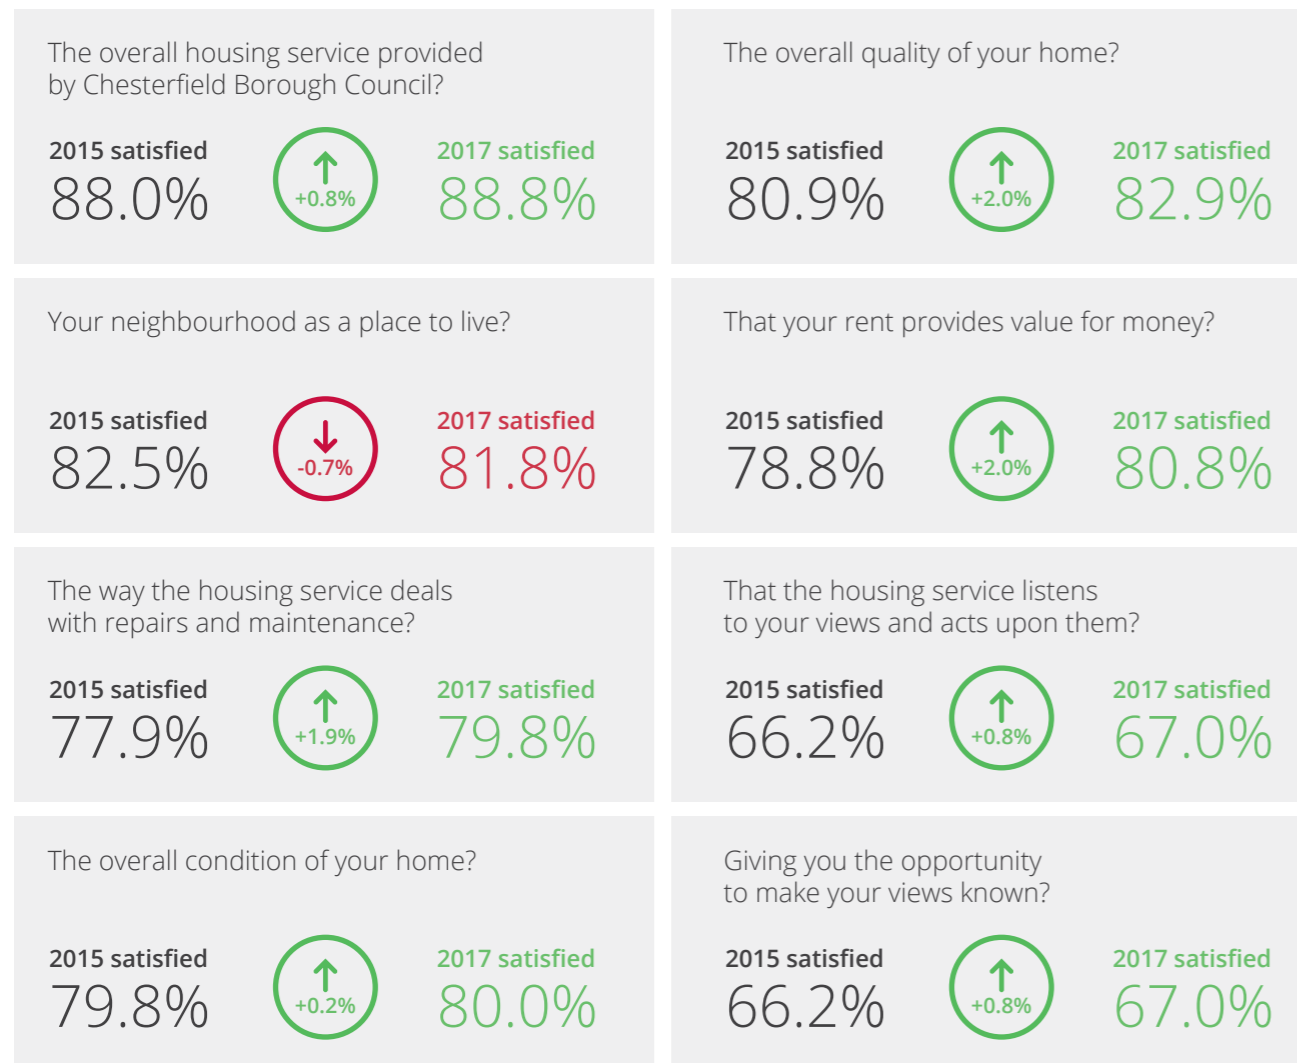 The overall housing service provided
by Chesterfield Borough Council?
2015 satisfied
88.0%
+0.8%
2017 satisfied
88.8%
The overall quality of your home?
2015 satisfied
80.9%
+2.0%
2017 satisfied
82.9%
Your neighbourhood as a place to live?
2015 satisfied
82.5%
-0.7%
2017 satisfied
81.8%
That your rent provides value for money?
2015 satisfied
78.8%
+2.0%
2017 satisfied
80.8%
The way the housing service deals
with repairs and maintenance?
2015 satisfied
77.9%
+1.9%
2017 satisfied
79.8%
That the housing service listens
to your views and acts upon them?
2015 satisfied
66.2%
+0.8%
2017 satisfied
67.0%
The overall condition of your home?
2015 satisfied
79.8%
+0.2%
2017 satisfied
80.0%
Giving you the opportunity
to make your views known?
2015 satisfied
66.2%
+0.8%
2017 satisfied
67.0%